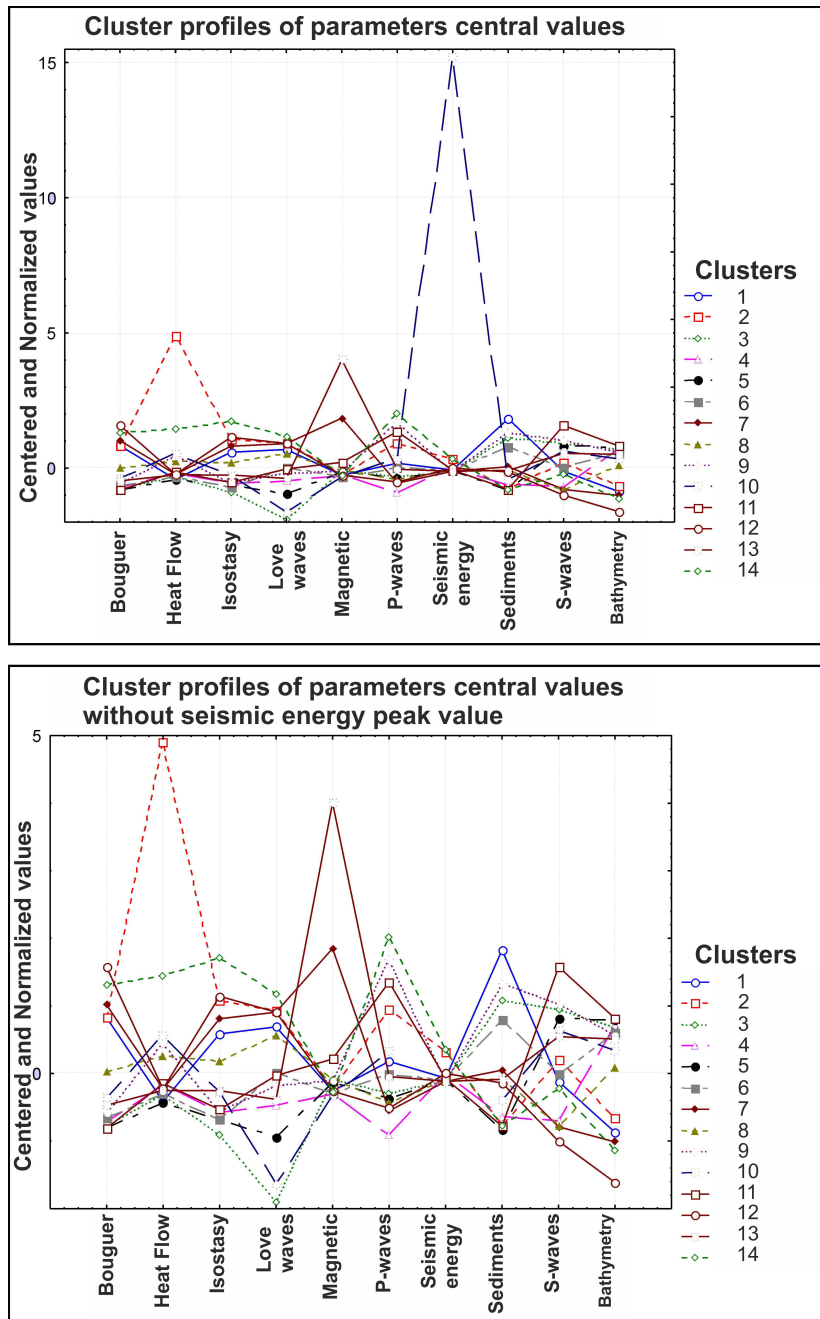 Cluster profiles of parameters central values
Centered and Normalized values
15
10
5
0
Bouguer
Heat Flow
Isostasy
Love
waves
Magnetic
P-waves
Seismic
energy
Sediments
S-waves
Bathymetry
Clusters
1
2
3
4
5
6
7
8
9
10
11
12
13
14
Cluster profiles of parameters central values
without seismic energy peak value
Centered and Normalized values
5
0
Bouguer
Heat Flow
Isostasy
Love
waves
Magnetic
P-waves
Seismic
energy
Sediments
S-waves
Bathymetry
Clusters
1
2
3
4
5
6
7
8
9
10
11
12
13
14